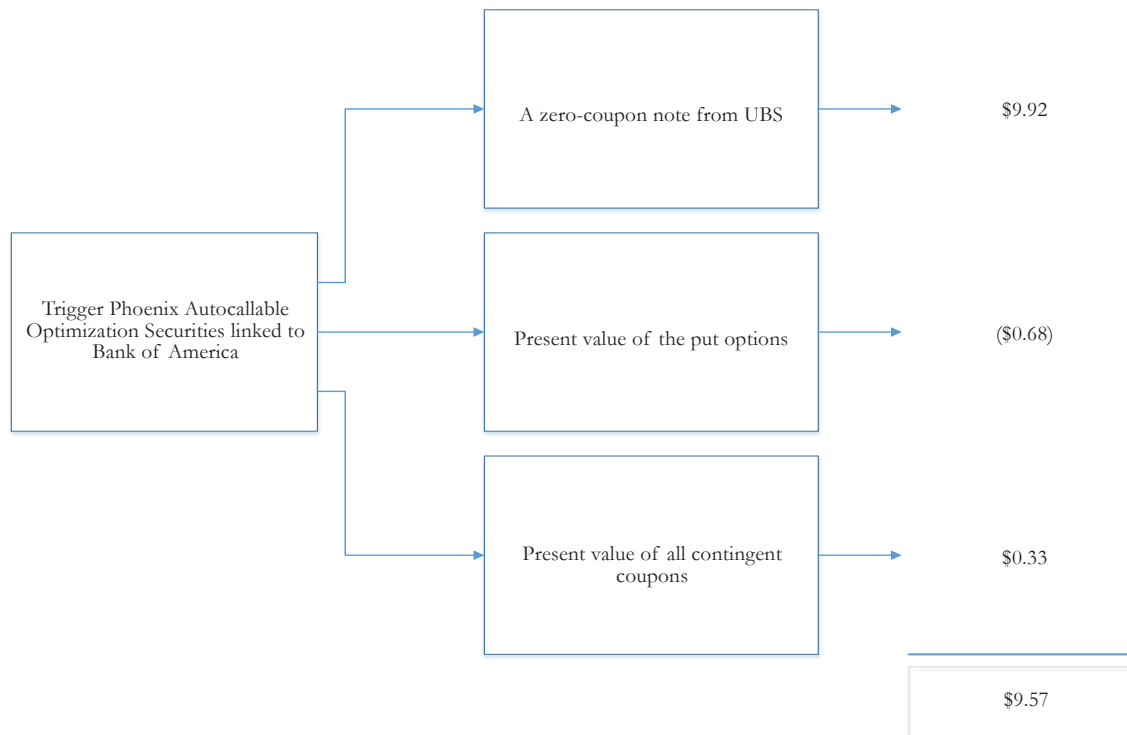 A zero-coupon note from UBS
$9.92
Trigger Phoenix Autocallable
Optimization Securities linked to
Bank of America
Present value of the put options
($0.68)
Present value of all contingent
coupons
$0.33
$9.57